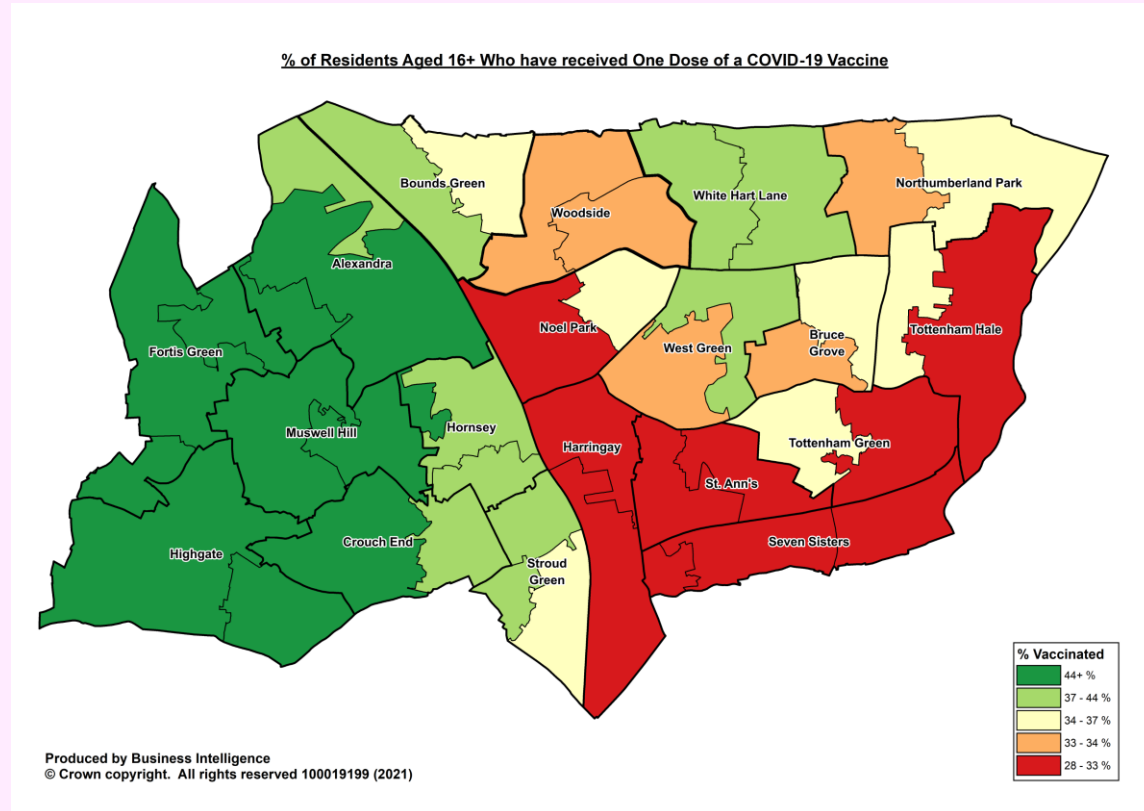 % of Residents Aged 16+ Who have received One Dose of a COVID-19 Vaccine
Bounds Green
Woodside
White Hart Lane
Northumberland Park
Alexandra
Noel Park
Fortis Green
West Green
Bruce
Grove
Tottenham Hale
Muswell Hill
Hornsey
Harringay
Tottenham Green
St. Ann's
Highgate
Crouch End
Seven Sisters
Stroud
Green
% Vaccinated
44+ %
37 - 44 %
34 - 37 %
33 - 34 %
28 - 33 %
Produced by Business Intelligence
© Crown copyright. All rights reserved 100019199 (2021)